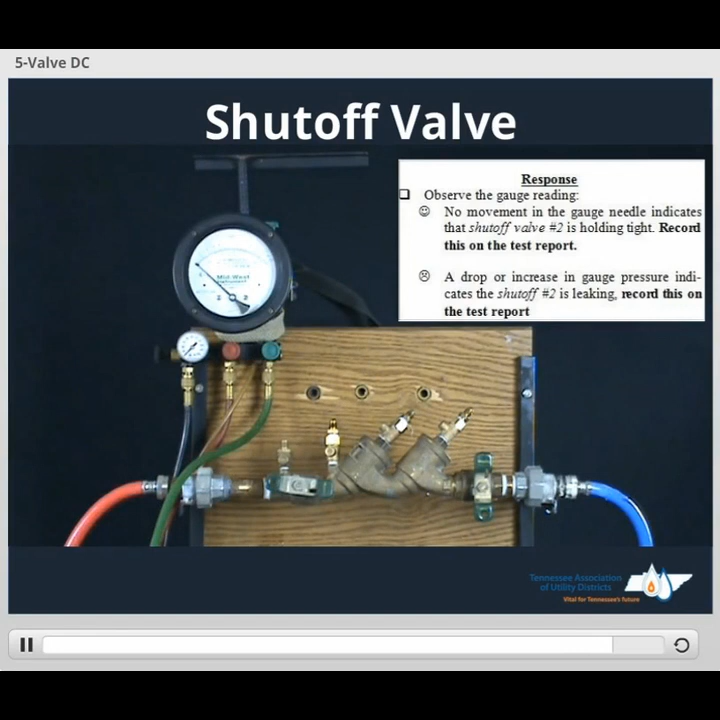 5-Valve DC
Shutoff Valve
Response
Observe the gauge reading:
No movement in the gauge needle indicates
that shutoff valve #2 is holding tight. Record
this on the test report.
A drop or increase in gauge pressure indi-
cates the shutoff #2 is leaking, record this on
the test report
Mid-West
Instrument
Tennessee Association
of Utility Districts
Vital for Tennessee's future